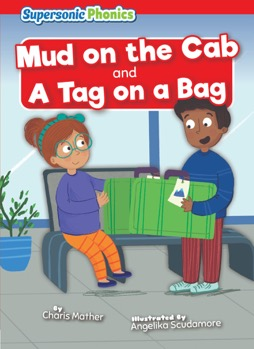 Supersonic Phonics
Mud on the Cab
and
A Tag on a Bag
By
Charis Mather
Illustrated By
Angelika Scudamore